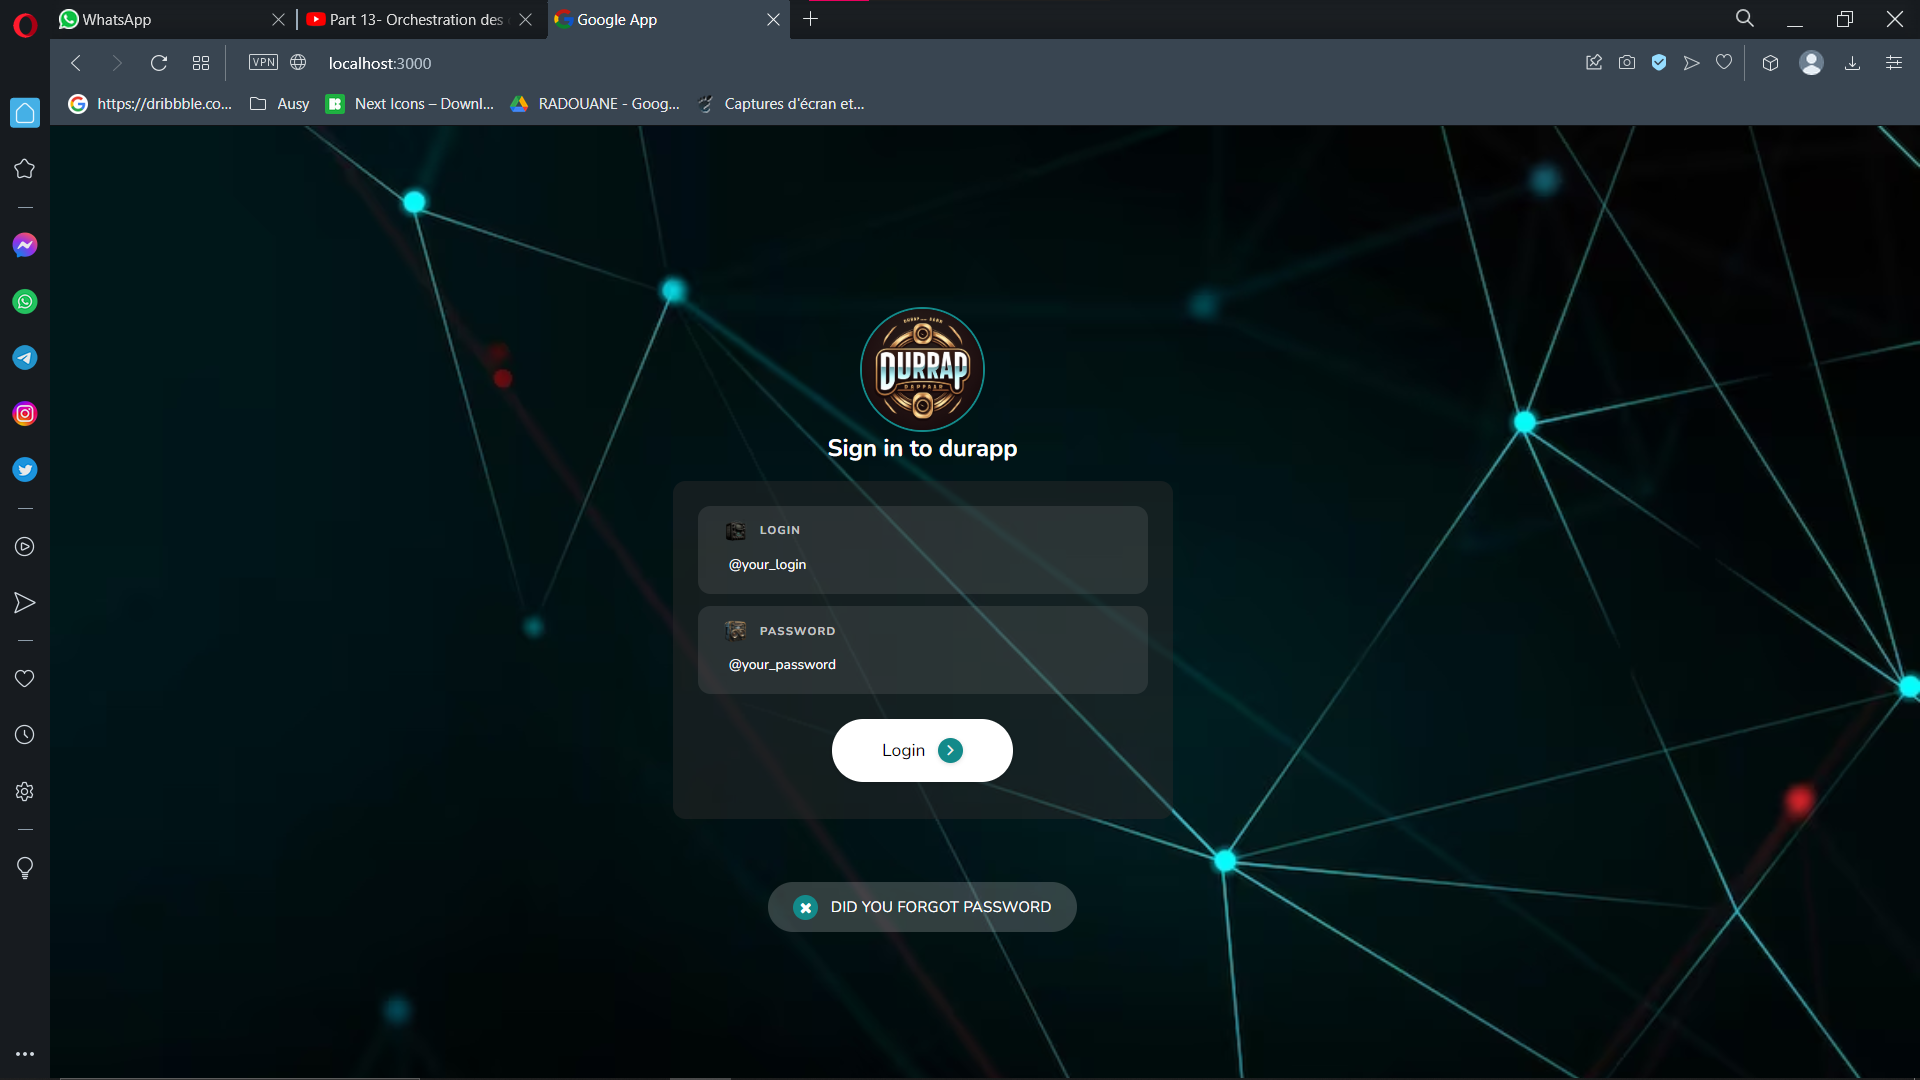 WhatsApp
Part 13- Orchestration des
Google App
VPN
localhost:3000
https://dribbble.co...
Ausy
Next Icons – Downl...
RADOUANE - Goog...
Captures d'écran et...
DURRAP
Sign in to durapp
LOGIN
@your_login
PASSWORD
@your_password
Login
DID YOU FORGOT PASSWORD